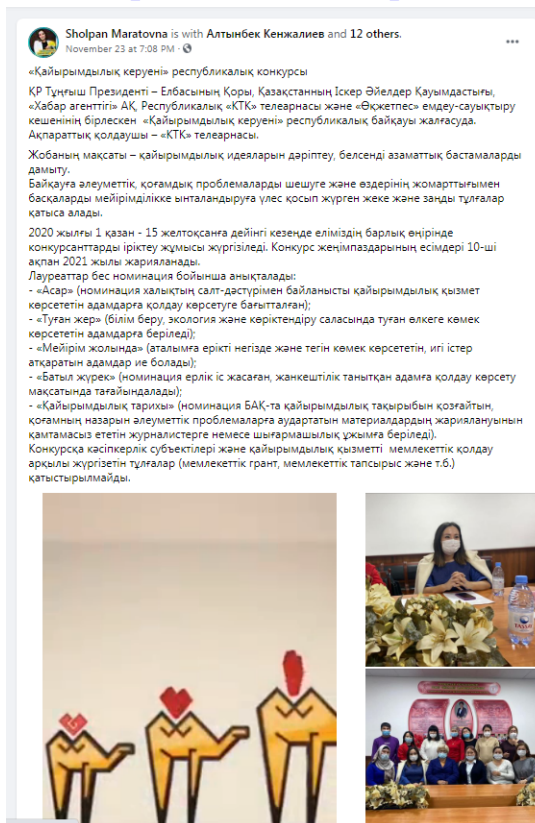 Sholpan Maratovna is with Алтынбек Кенжалиев and 12 others.
November 23 at 7:08 PM ·
«Қайырымдылық керуені» республикалық конкурсы
ҚР Тұңғыш Президенті – Елбасының Қоры, Қазақстанның Іскер Әйелдер Қауымдастығы,
«Хабар агенттігі» АҚ, Республикалық «КТК» телеарнасы және «Өқжетпес» емдеу-сауықтыру
кешенінің бірлескен «Қайырымдылық керуені» республикалық байқауы жалғасуда.
Ақпараттық қолдаушы – «КТК» телеарнасы.
Жобаның мақсаты – қайырымдылық идеяларын дәріптеу, белсенді азаматтық бастамаларды
дамыту.
Байқауға әлеуметтік, қоғамдық проблемаларды шешуге және өздерінің жомарттығымен
басқаларды мейірімділікке ынталандыруға үлес қосып жүрген жеке және заңды тұлғалар
қатыса алады.
2020 жылғы 1 қазан - 15 желтоқсанға дейінгі кезеңде еліміздің барлық өңірінде
конкурсанттарды іріктеу жұмысы жүргізіледі. Конкурс жеңімпаздарының есімдері 10-шы
ақпан 2021 жылы жарияланады.
Лауреаттар бес номинация бойынша анықталады:
- «Асар» (номинация халықтың салт-дәстүрімен байланысты қайырымдылық қызмет
көрсететін адамдарға қолдау көрсетуге бағытталған);
- «Туған жер» (білім беру, экология және көріктендіру саласында туған өлкеге көмек
көрсететін адамдарға беріледі);
- «Мейірім жолында» (аталымға ерікті негізде және тегін көмек көрсететін, игі істер
атқаратын адамдар ие болады);
- «Батыл жүрек» (номинация ерлік іс жасаған, жанкештілік танытқан адамға қолдау көрсету
мақсатында тағайындалады);
- «Қайырымдылық тарихы» (номинация БАҚ-та қайырымдылық тақырыбын қозғайтын,
қоғамның назарын әлеуметтік проблемаларға аудартатын материалдардың жариялануынын
қамтамасыз ететін журналистерге немесе шығармашылық ұжымға беріледі).
Конкурсқа кәсіпкерлік субъектілері және қайырымдылық қызметті мемлекеттік қолдау
арқылы жүргізетін тұлғалар (мемлекеттік грант, мемлекеттік тапсырыс және т.б.)
қатыстырылмайды.